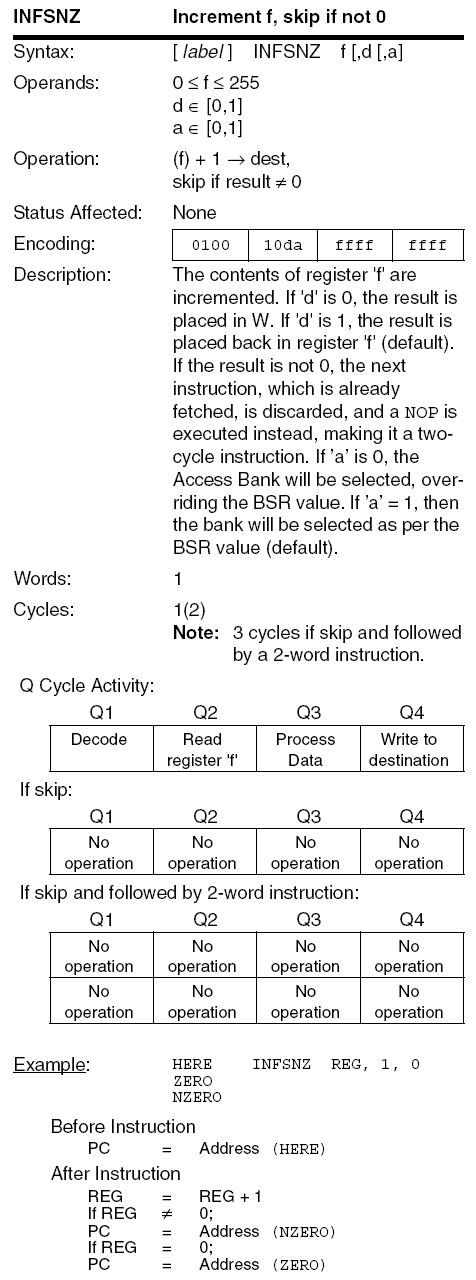 INFSNZ Increment f, skip if not 0
Syntax: [ label ] INFSNZ f [,d [,a]
Operands: 0 ≤ f ≤ 255
d ∈ [0,1]
a ∈ [0,1]
Operation: (f) + 1 → dest,
skip if result ≠ 0
Status Affected: None
Encoding: 0100 10da ffff ffff
Description: The contents of register 'f' are
incremented. If 'd' is 0, the result is
placed in W. If 'd' is 1, the result is
placed back in register 'f' (default).
If the result is not 0, the next
instruction, which is already
fetched, is discarded, and a NOP is
executed instead, making it a two-
cycle instruction. If ’a’ is 0, the
Access Bank will be selected, over-
riding the BSR value. If ’a’ = 1, then
the bank will be selected as per the
BSR value (default).
Words: 1
Cycles: 1(2)
Note: 3 cycles if skip and followed
by a 2-word instruction.
Q Cycle Activity:
Q1 Q2 Q3 Q4
Decode Read Process Write to
register 'f' Data destination
If skip:
Q1 Q2 Q3 Q4
No No No No
operation operation operation operation
If skip and followed by 2-word instruction:
Q1 Q2 Q3 Q4
No No No No
operation operation operation operation
No No No No
operation operation operation operation
Example: HERE INFSNZ REG, 1, 0
ZERO
NZERO
Before Instruction
PC = Address (HERE)
After Instruction
REG = REG + 1
If REG ≠ 0;
PC = Address (NZERO)
If REG = 0;
PC = Address (ZERO)